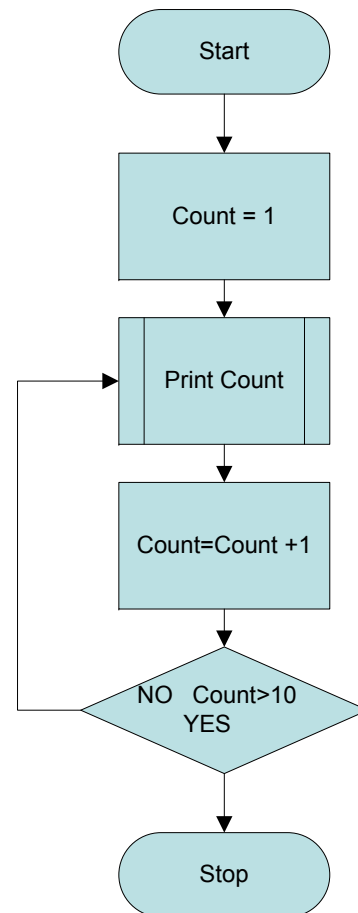 Start
Count = 1
Print Count
Count=Count +1
NO Count>10
YES
Stop